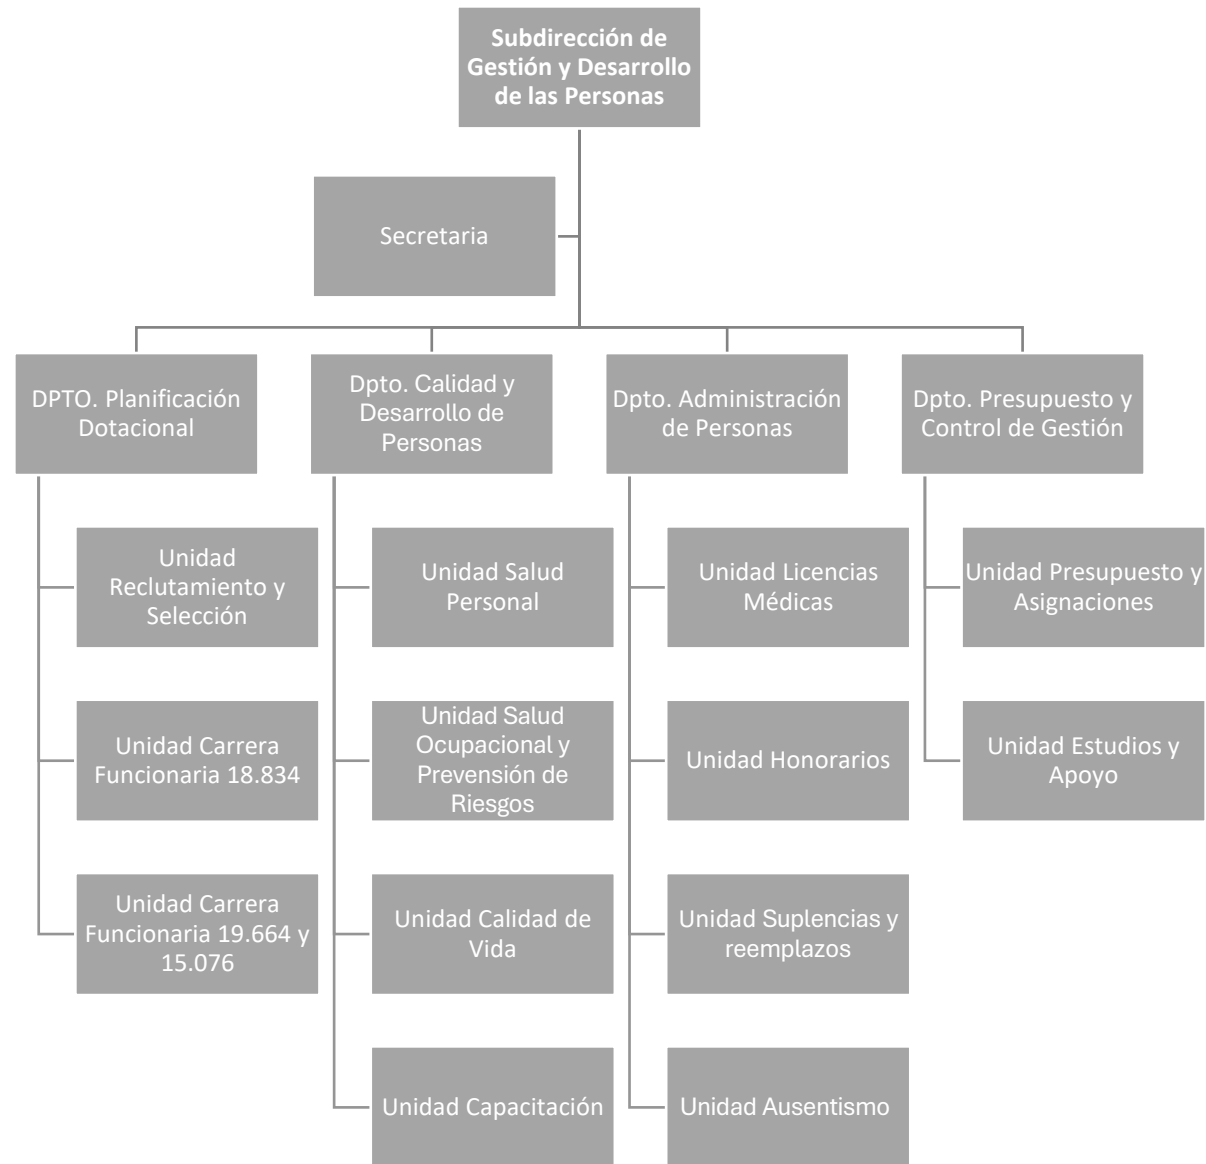 Subdirección de
Gestión y Desarrollo
de las Personas
Secretaria
DPTO. Planificación
Dotacional
Dpto. Calidad y
Desarrollo de
Personas
Dpto. Administración
de Personas
Dpto. Presupuesto y
Control de Gestión
Unidad
Reclutamiento y
Selección
Unidad Salud
Personal
Unidad Licencias
Médicas
Unidad Presupuesto y
Asignaciones
Unidad Carrera
Funcionaria 18.834
Unidad Salud
Ocupacional y
Prevensión de
Riesgos
Unidad Honorarios
Unidad Estudios y
Apoyo
Unidad Carrera
Funcionaria 19.664 y
15.076
Unidad Calidad de
Vida
Unidad Suplencias y
reemplazos
Unidad Capacitación
Unidad Ausentismo